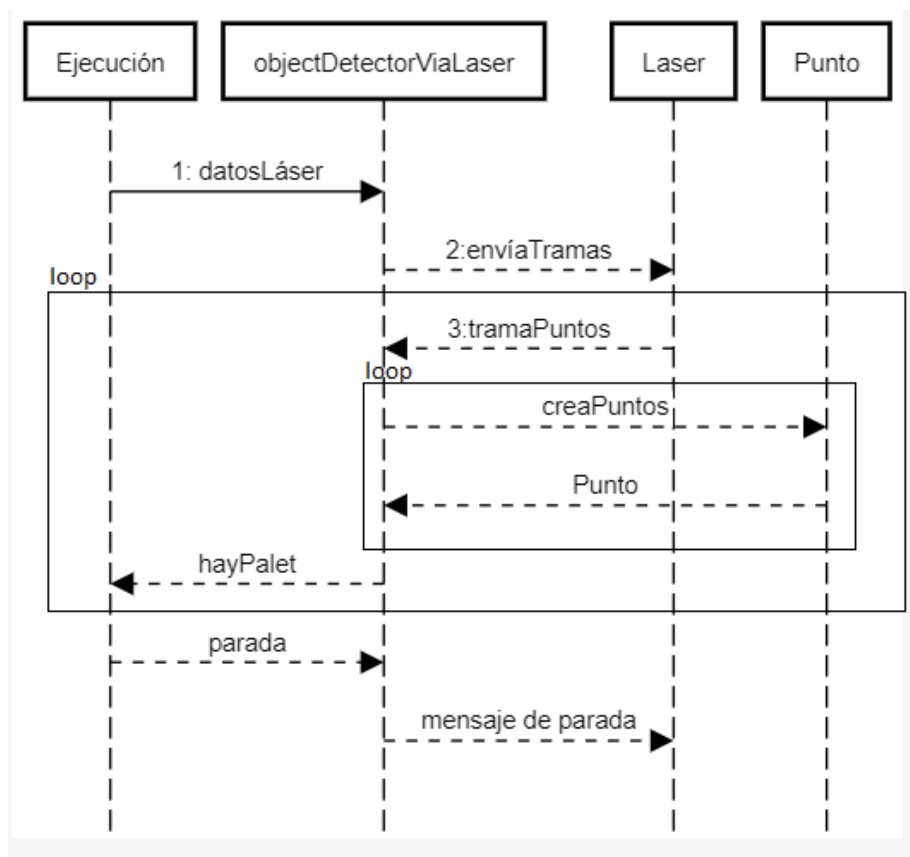 Ejecución
objectDetectorViaLaser
Laser
Punto
1: datosLáser
2:envíaTramas
loop
3:tramaPuntos
loop
creaPuntos
Punto
hayPalet
parada
mensaje de parada